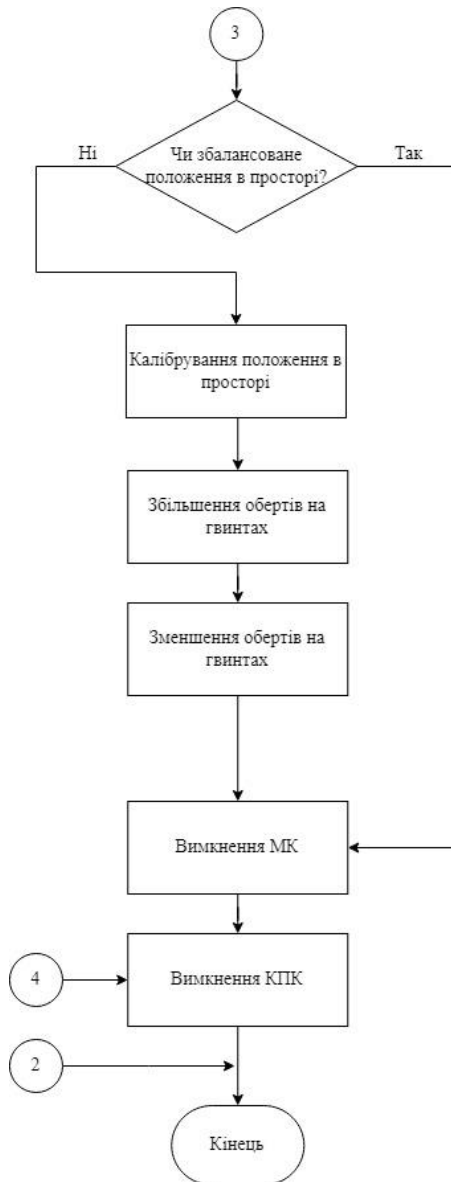 3
Ні
Так
Чи збалансоване
положення в просторі?
Калібрування положення в
просторі
Збільшення обертів на
гвинтах
Зменшення обертів на
гвинтах
Вимкнення МК
4
Вимкнення КПК
2
Кінець